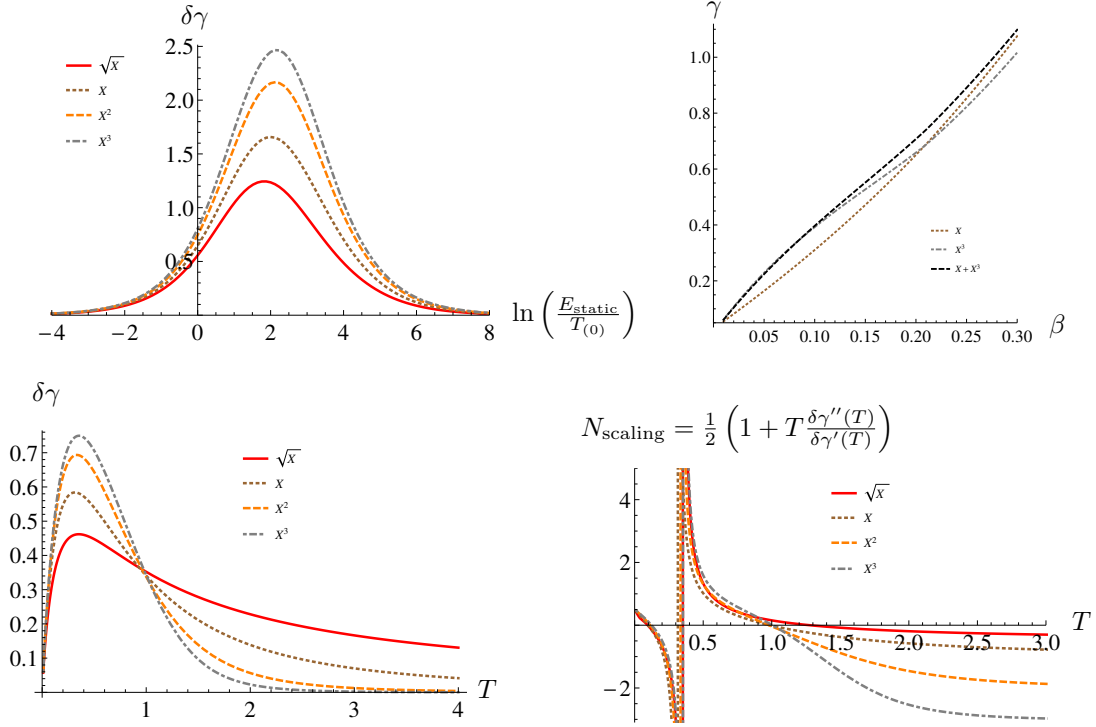 δγ
2.5
2.0
1.5
1.0
0.5
√X
X
X²
X³
−4 −2 0 2 4 6 8
ln(E_static/T_(0))
γ
1.0
0.8
0.6
0.4
0.2
X
X³
X+X³
0.05 0.10 0.15 0.20 0.25 0.30
β
δγ
0.7
0.6
0.5
0.4
0.3
0.2
0.1
√X
X
X²
X³
1 2 3 4
T
N_scaling = 1/2 (1 + T δγ''(T)/δγ'(T))
4
2
−2
√X
X
X²
X³
0.5 1.0 1.5 2.0 2.5 3.0
T